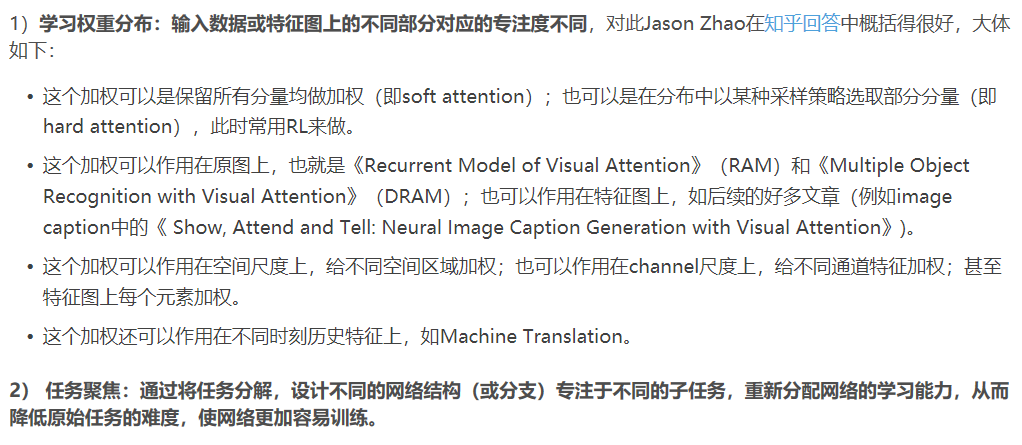 1）学习权重分布：输入数据或特征图上的不同部分对应的专注度不同，对此Jason Zhao在知乎回答中概括得很好，大体
如下：
• 这个加权可以是保留所有分量均做加权（即soft attention）；也可以是在分布中以某种采样策略选取部分分量（即
hard attention），此时常用RL来做。
• 这个加权可以作用在原图上，也就是《Recurrent Model of Visual Attention》（RAM）和《Multiple Object
Recognition with Visual Attention》（DRAM）；也可以作用在特征图上，如后续的好多文章（例如image
caption中的《 Show, Attend and Tell: Neural Image Caption Generation with Visual Attention》)。
• 这个加权可以作用在空间尺度上，给不同空间区域加权；也可以作用在channel尺度上，给不同通道特征加权；甚至
特征图上每个元素加权。
• 这个加权还可以作用在不同时刻历史特征上，如Machine Translation。
2） 任务聚焦：通过将任务分解，设计不同的网络结构（或分支）专注于不同的子任务，重新分配网络的学习能力，从而
降低原始任务的难度，使网络更加容易训练。